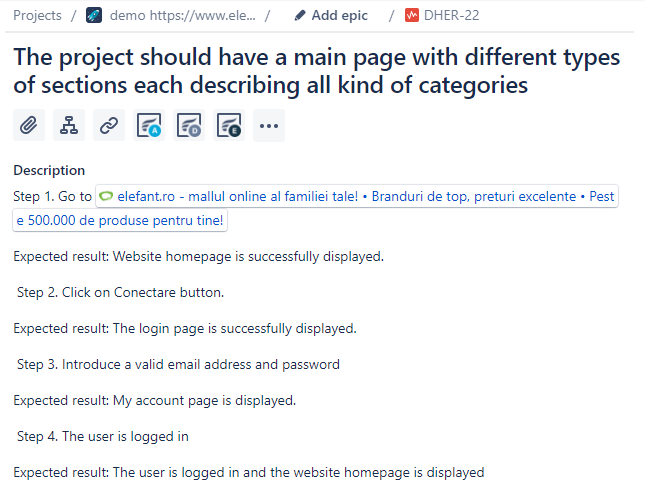 Projects / demo https://www.ele... / Add epic / DHER-22
The project should have a main page with different types
of sections each describing all kind of categories
A D E
Description
Step 1. Go to elefant.ro - mallul online al familiei tale! • Branduri de top, preturi excelente • Pest
e 500.000 de produse pentru tine!
Expected result: Website homepage is successfully displayed.
Step 2. Click on Conectare button.
Expected result: The login page is successfully displayed.
Step 3. Introduce a valid email address and password
Expected result: My account page is displayed.
Step 4. The user is logged in
Expected result: The user is logged in and the website homepage is displayed